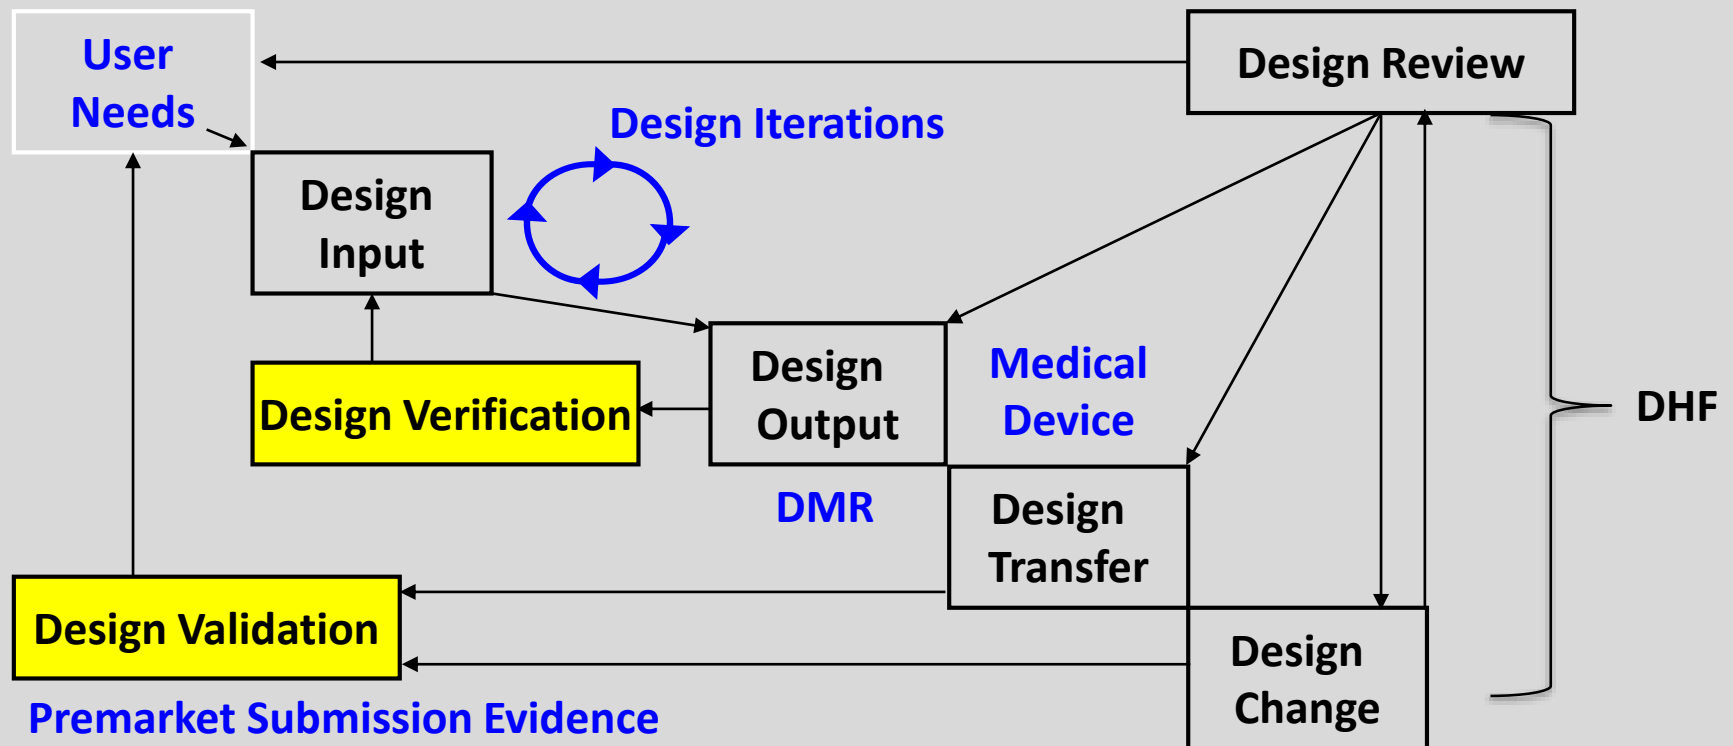 User
Needs
Design Review
Design Iterations
Design
Input
Design
Output
Medical
Device
Design Verification
DHF
DMR
Design
Transfer
Design Validation
Design
Change
Premarket Submission Evidence